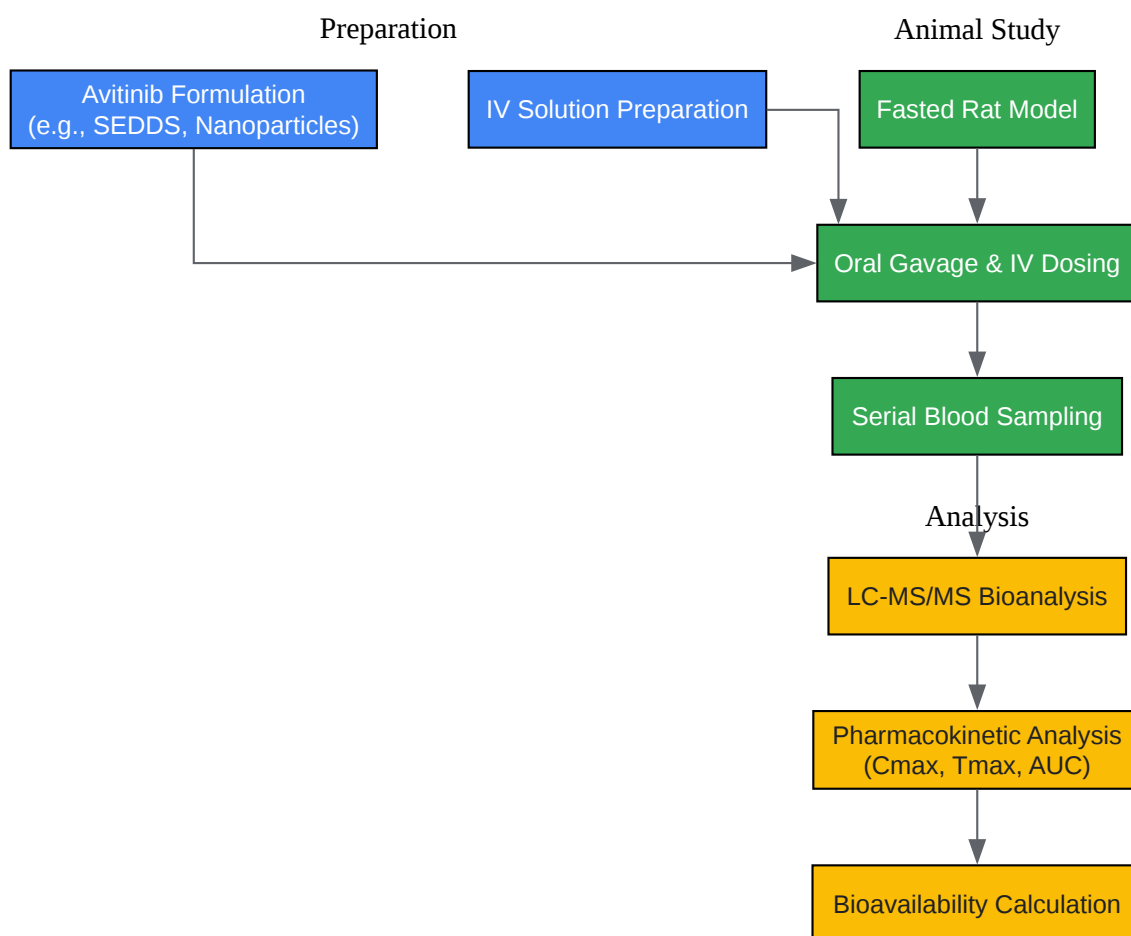 Preparation
Animal Study
Avitinib Formulation
(e.g., SEDDS, Nanoparticles)
IV Solution Preparation
Fasted Rat Model
Oral Gavage & IV Dosing
Serial Blood Sampling
Analysis
LC-MS/MS Bioanalysis
Pharmacokinetic Analysis
(Cmax, Tmax, AUC)
Bioavailability Calculation